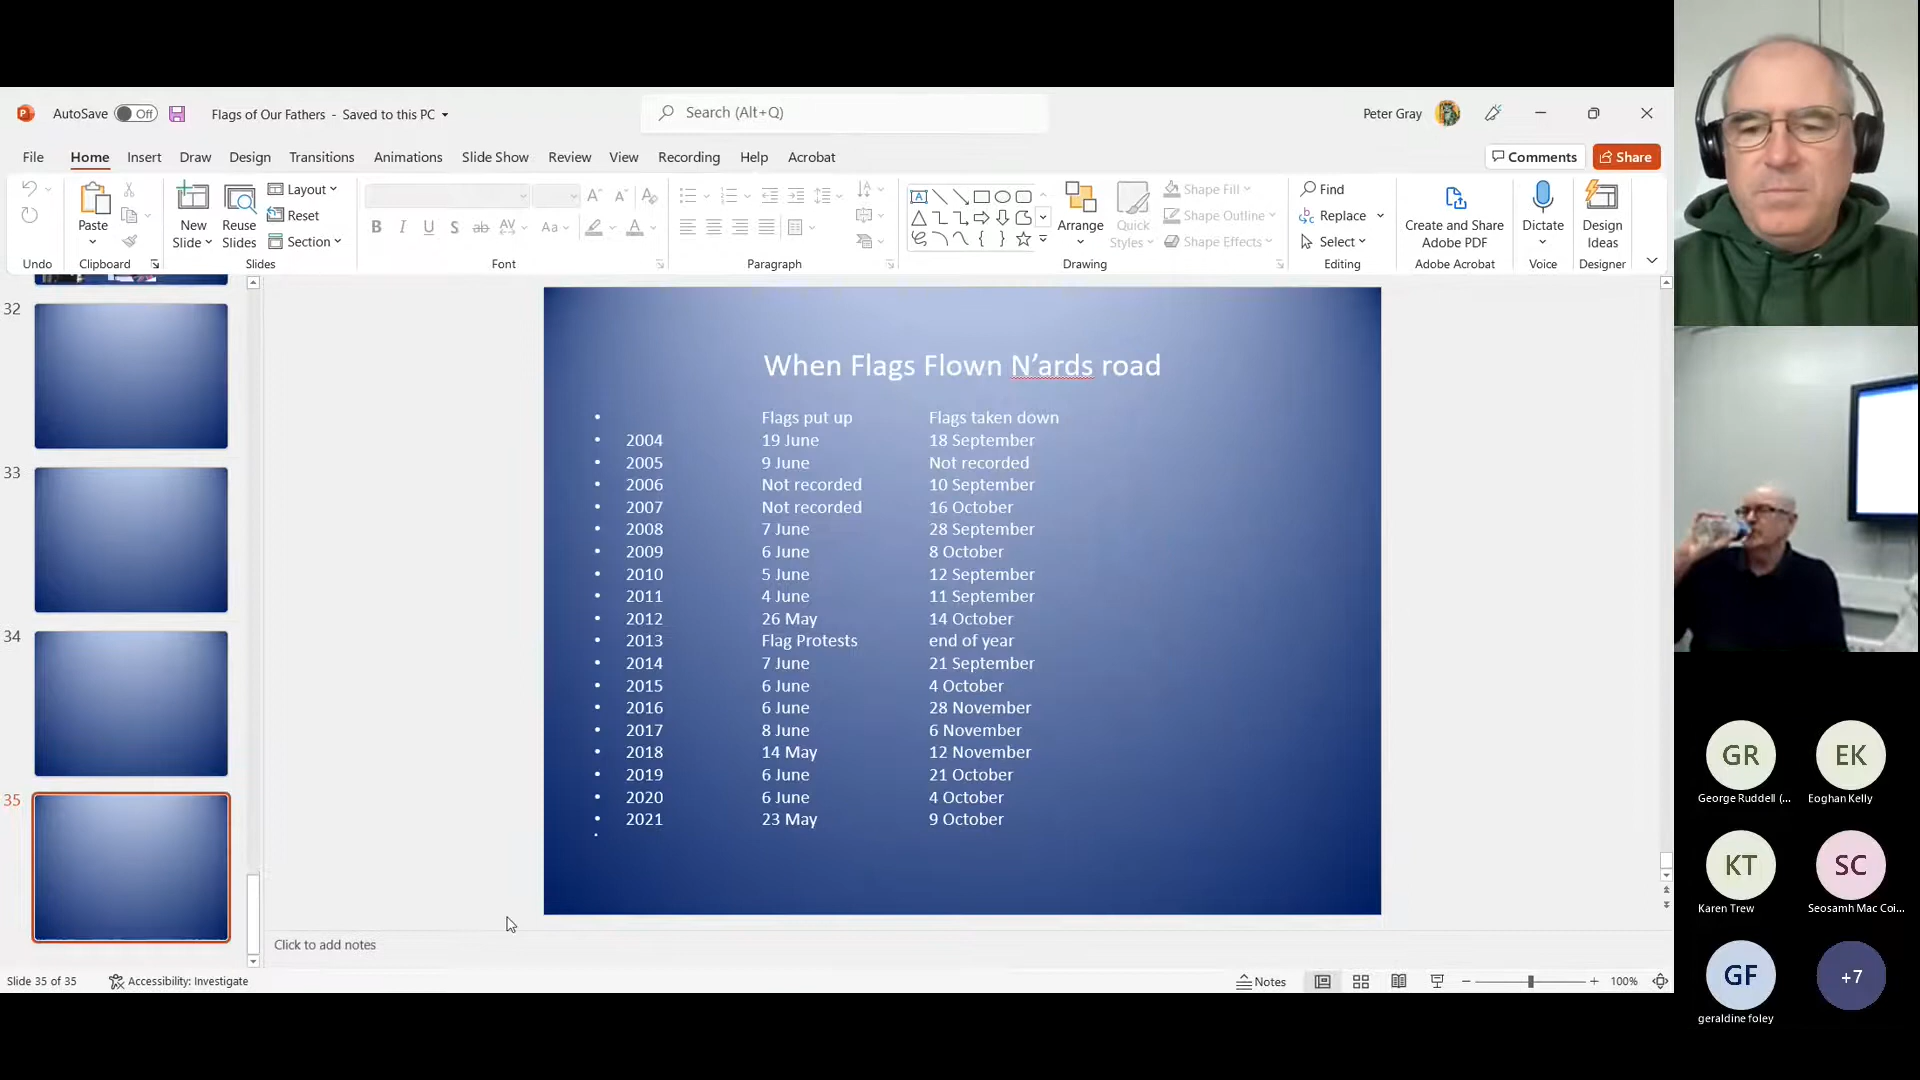 AutoSave Off Flags of Our Fathers - Saved to this PC Search (Alt+Q) Peter Gray
File Home Insert Draw Design Transitions Animations Slide Show Review View Recording Help Acrobat Comments Share
Paste New Slide Reuse Slides Layout Reset Section
B I U S ab AV Aa A
Arrange Quick Styles Shape Fill Shape Outline Shape Effects
Find Replace Select
Create and Share Adobe PDF Dictate Design Ideas
Undo Clipboard Slides Font Paragraph Drawing Editing Adobe Acrobat Voice Designer
32
33
34
35
When Flags Flown N’ards road
• Flags put up Flags taken down
• 2004 19 June 18 September
• 2005 9 June Not recorded
• 2006 Not recorded 10 September
• 2007 Not recorded 16 October
• 2008 7 June 28 September
• 2009 6 June 8 October
• 2010 5 June 12 September
• 2011 4 June 11 September
• 2012 26 May 14 October
• 2013 Flag Protests end of year
• 2014 7 June 21 September
• 2015 6 June 4 October
• 2016 6 June 28 November
• 2017 8 June 6 November
• 2018 14 May 12 November
• 2019 6 June 21 October
• 2020 6 June 4 October
• 2021 23 May 9 October
•
Click to add notes
Slide 35 of 35 Accessibility: Investigate Notes 100%
GR EK
George Ruddell (... Eoghan Kelly
KT SC
Karen Trew Seosamh Mac Coi...
GF +7
geraldine foley